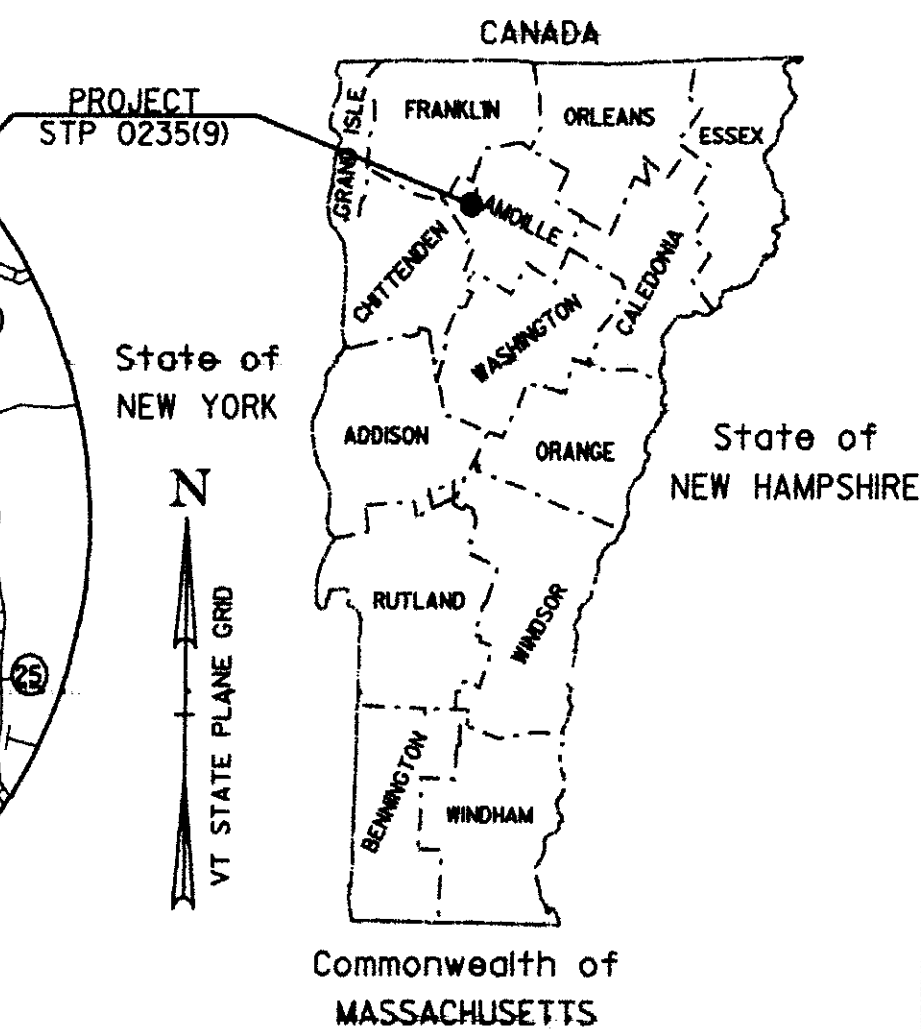 CANADA
PROJECT
STP 0235(9)
GRAND ISLE
FRANKLIN
ORLEANS
ESSEX
AMOILLE
CHITTENDEN
CALEDONIA
WASHINGTON
State of
NEW YORK
ADDISON
ORANGE
State of
NEW HAMPSHIRE
N
VT STATE PLANE GRID
RUTLAND
WINDSOR
25
BENNINGTON
WINDHAM
Commonwealth of
MASSACHUSETTS